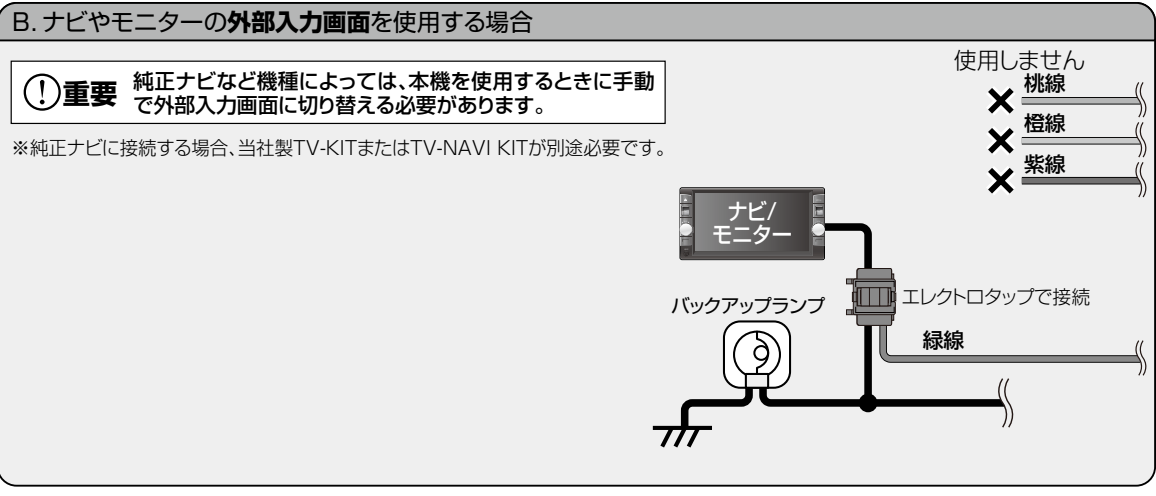 B. ナビやモニターの外部入力画面を使用する場合
重要 純正ナビなど機種によっては、本機を使用するときに手動
で外部入力画面に切り替える必要があります。
※純正ナビに接続する場合、当社製TV-KITまたはTV-NAVI KITが別途必要です。
使用しません
桃線
橙線
紫線
ナビ/
モニター
エレクトロタップで接続
バックアップランプ
緑線